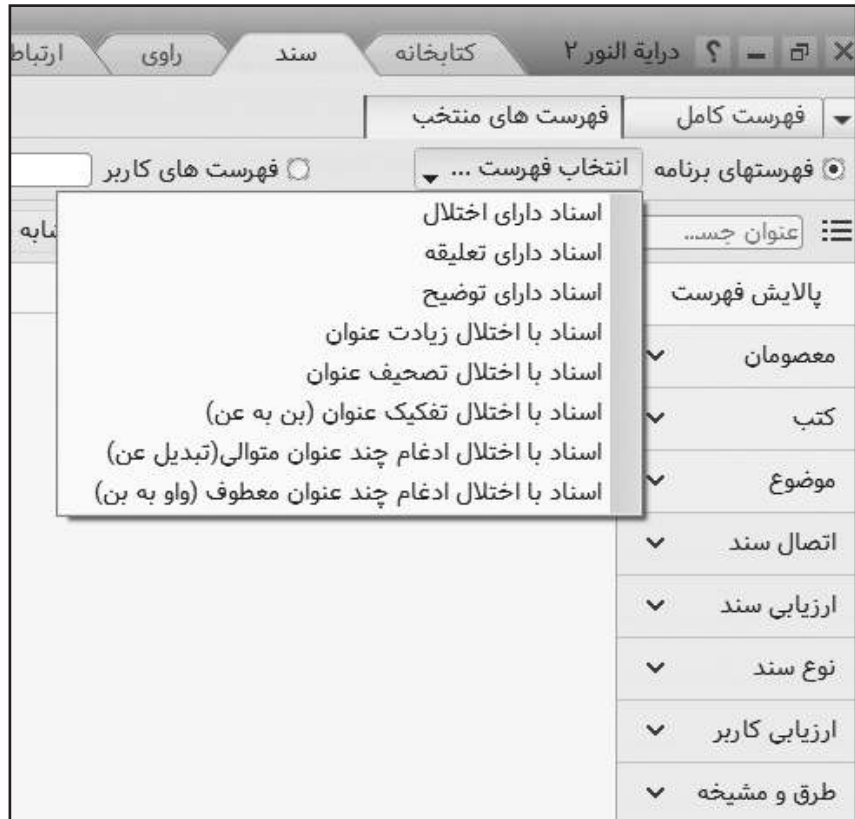 درایة النور ۲ کتابخانه سند راوی ارتباط
فهرست کامل فهرست های منتخب
فهرستهای برنامه انتخاب فهرست ... فهرست های کاربر
عنوان جسـ... شابه
اسناد دارای اختلال
اسناد دارای تعلیقه
اسناد دارای توضیح
اسناد با اختلال زیادت عنوان
اسناد با اختلال تصحیف عنوان
اسناد با اختلال تفکیک عنوان (بن به عن)
اسناد با اختلال ادغام چند عنوان متوالی(تبدیل عن)
اسناد با اختلال ادغام چند عنوان معطوف (واو به بن)
پالایش فهرست
معصومان
کتب
موضوع
اتصال سند
ارزیابی سند
نوع سند
ارزیابی کاربر
طرق و مشیخه